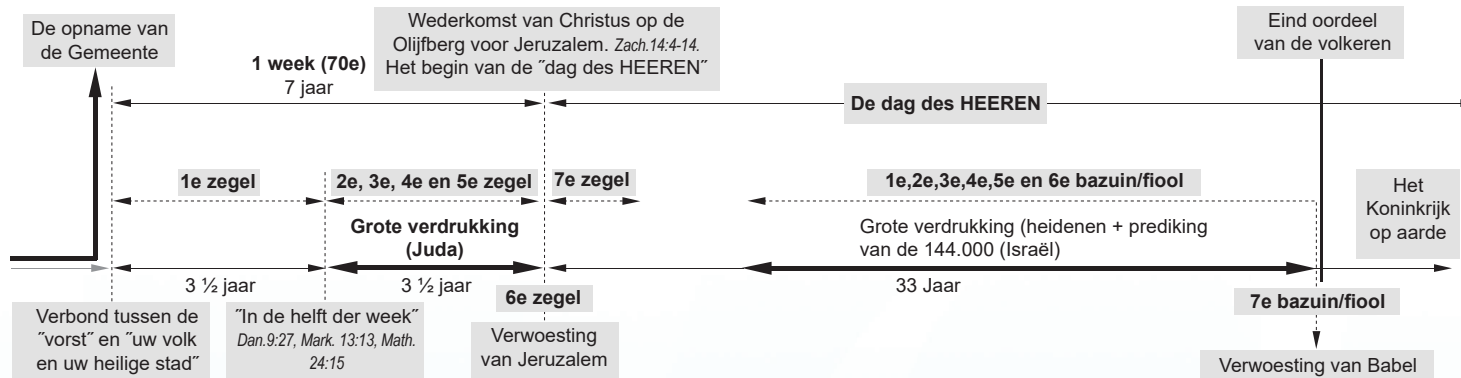 De opname van
de Gemeente
1 week (70e)
7 jaar
Wederkomst van Christus op de
Olijfberg voor Jeruzalem. Zach.14:4-14.
Het begin van de ˝dag des HEEREN˝
Eind oordeel
van de volkeren
De dag des HEEREN
1e zegel
2e, 3e, 4e en 5e zegel
7e zegel
1e,2e,3e,4e,5e en 6e bazuin/fiool
Het
Koninkrijk
op aarde
Grote verdrukking
(Juda)
Grote verdrukking (heidenen + prediking
van de 144.000 (Israël)
3 ½ jaar
3 ½ jaar
33 Jaar
6e zegel
7e bazuin/fiool
Verbond tussen de
˝vorst˝ en ˝uw volk
en uw heilige stad˝
˝In de helft der week˝
Dan.9:27, Mark. 13:13, Math.
24:15
Verwoesting
van Jeruzalem
Verwoesting van Babel